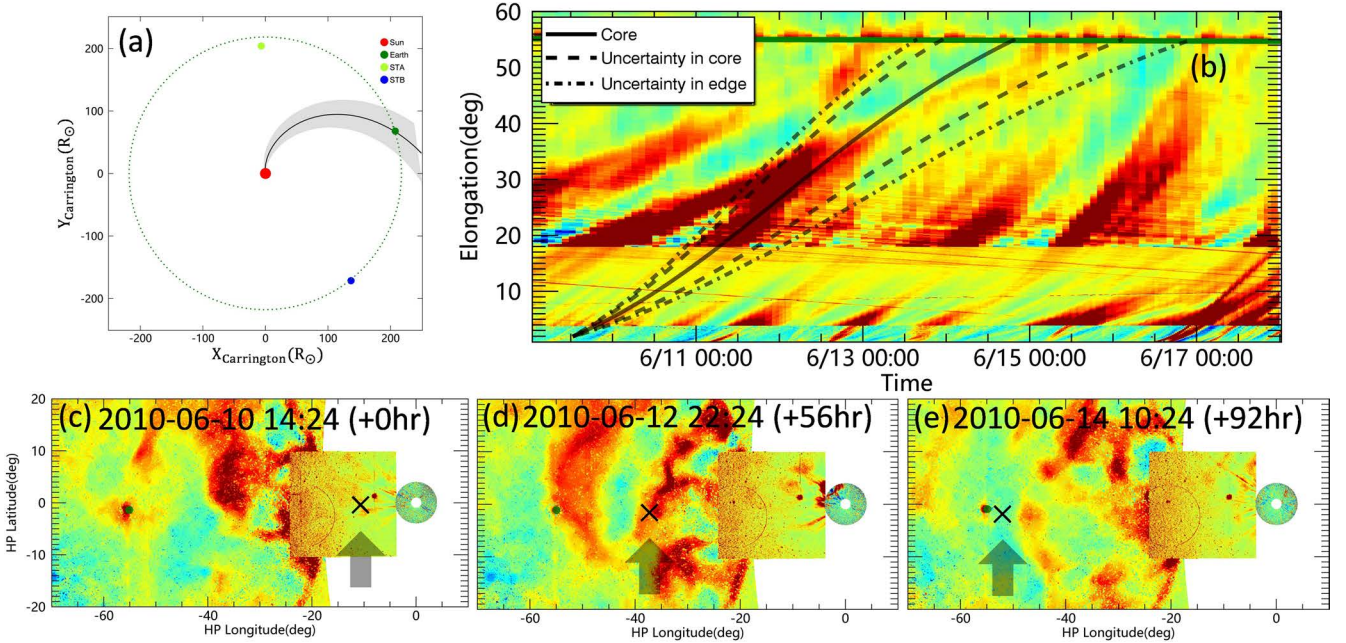 (a)
Sun
Earth
STA
STB
200
100
0
-100
-200
Y Carrington (R☉)
-200 -100 0 100 200
X Carrington (R☉)
(b)
Core
Uncertainty in core
Uncertainty in edge
60
50
40
30
20
10
Elongation(deg)
6/11 00:00 6/13 00:00 6/15 00:00 6/17 00:00
Time
(c) 2010-06-10 14:24 (+0hr)
20
10
0
-10
-20
HP Latitude(deg)
-60 -40 -20 0
HP Longitude(deg)
(d) 2010-06-12 22:24 (+56hr)
-60 -40 -20 0
HP Longitude(deg)
(e) 2010-06-14 10:24 (+92hr)
-60 -40 -20 0
HP Longitude(deg)